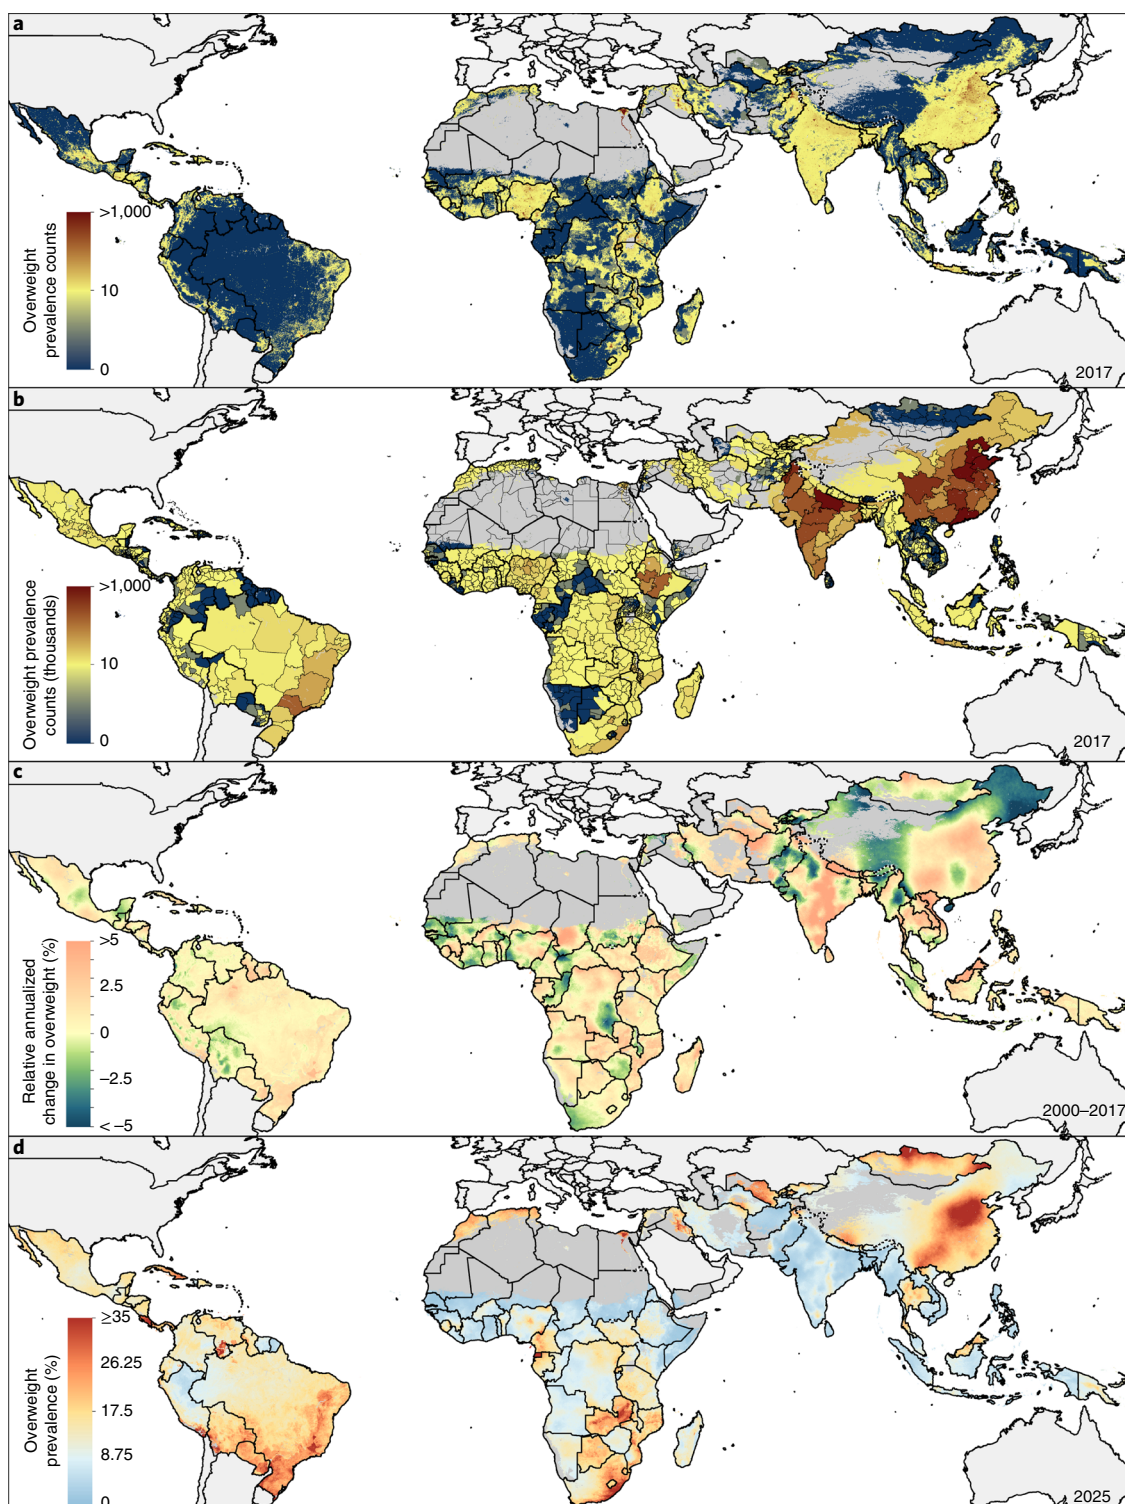 a
>1,000
10
0
Overweight
prevalence counts
2017
b
>1,000
10
0
Overweight prevalence
counts (thousands)
2017
c
>5
2.5
0
−2.5
< −5
Relative annualized
change in overweight (%)
2000–2017
d
≥35
26.25
17.5
8.75
0
Overweight
prevalence (%)
2025